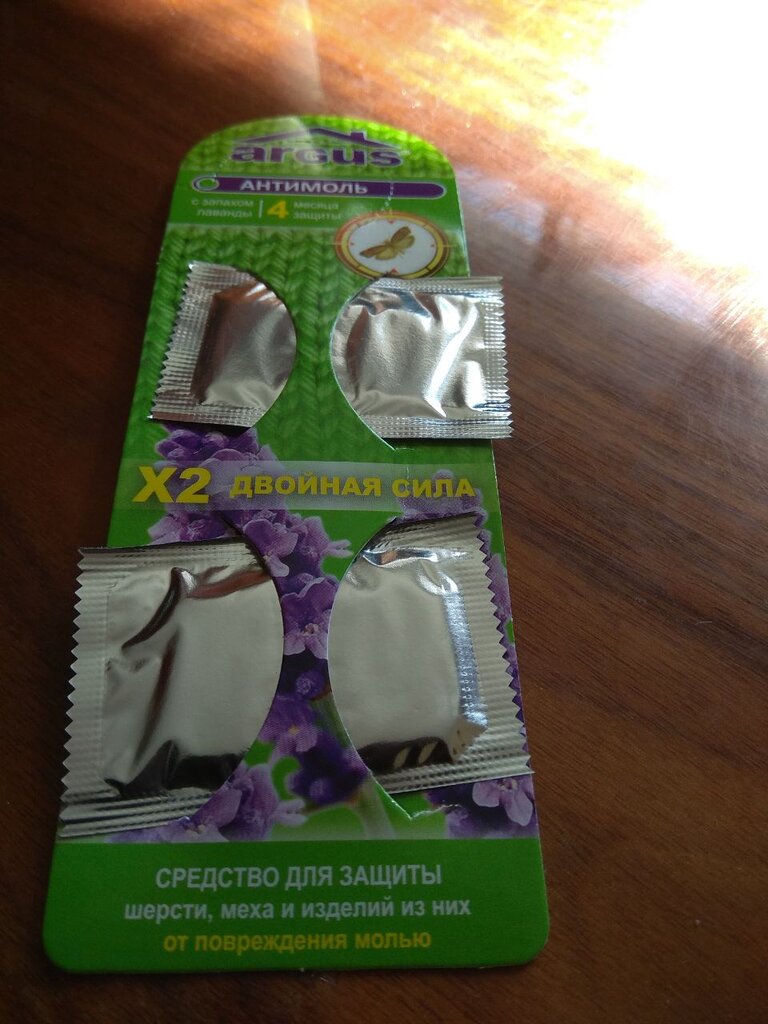 argus
АНТИМОЛЬ
с запахом
лаванды
4 месяца
защиты
X2 ДВОЙНАЯ СИЛА
СРЕДСТВО ДЛЯ ЗАЩИТЫ
шерсти, меха и изделий из них
от повреждения молью